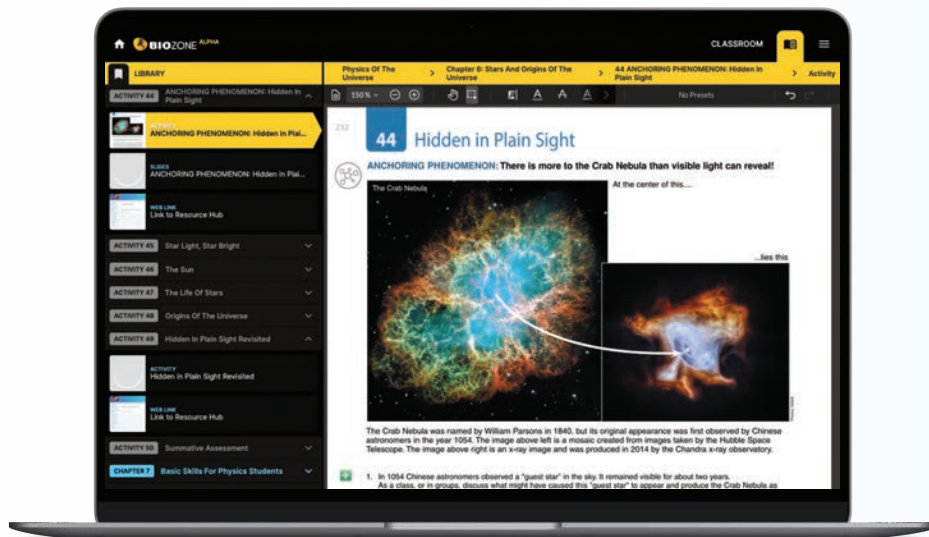 BIOZONE ALPHA
CLASSROOM
LIBRARY
Physics Of The
Universe
>
Chapter 6: Stars And Origins Of The
Universe
>
44 ANCHORING PHENOMENON: Hidden In
Plain Sight
>
Activity
ACTIVITY 44
ANCHORING PHENOMENON: Hidden In
Plain Sight
150%
No Presets
ACTIVITY
ANCHORING PHENOMENON: Hidden in Plai...
SLIDES
ANCHORING PHENOMENON: Hidden in Plai...
WEB LINK
Link to Resource Hub
ACTIVITY 45 Star Light, Star Bright
ACTIVITY 46 The Sun
ACTIVITY 47 The Life Of Stars
ACTIVITY 48 Origins Of The Universe
ACTIVITY 49 Hidden In Plain Sight Revisited
ACTIVITY
Hidden in Plain Sight Revisited
WEB LINK
Link to Resource Hub
ACTIVITY 50 Summative Assessment
CHAPTER 7 Basic Skills For Physics Students
232
44 Hidden in Plain Sight
ANCHORING PHENOMENON: There is more to the Crab Nebula than visible light can reveal!
The Crab Nebula
At the center of this....
...lies this
The Crab Nebula was named by William Parsons in 1840, but its original appearance was first observed by Chinese
astronomers in the year 1054. The image above left is a mosaic created from images taken by the Hubble Space
Telescope. The image above right is an x-ray image and was produced in 2014 by the Chandra x-ray observatory.
1. In 1054 Chinese astronomers observed a "guest star" in the sky. It remained visible for about two years.
As a class, or in groups, discuss what might have caused this "guest star" to appear and produce the Crab Nebula as